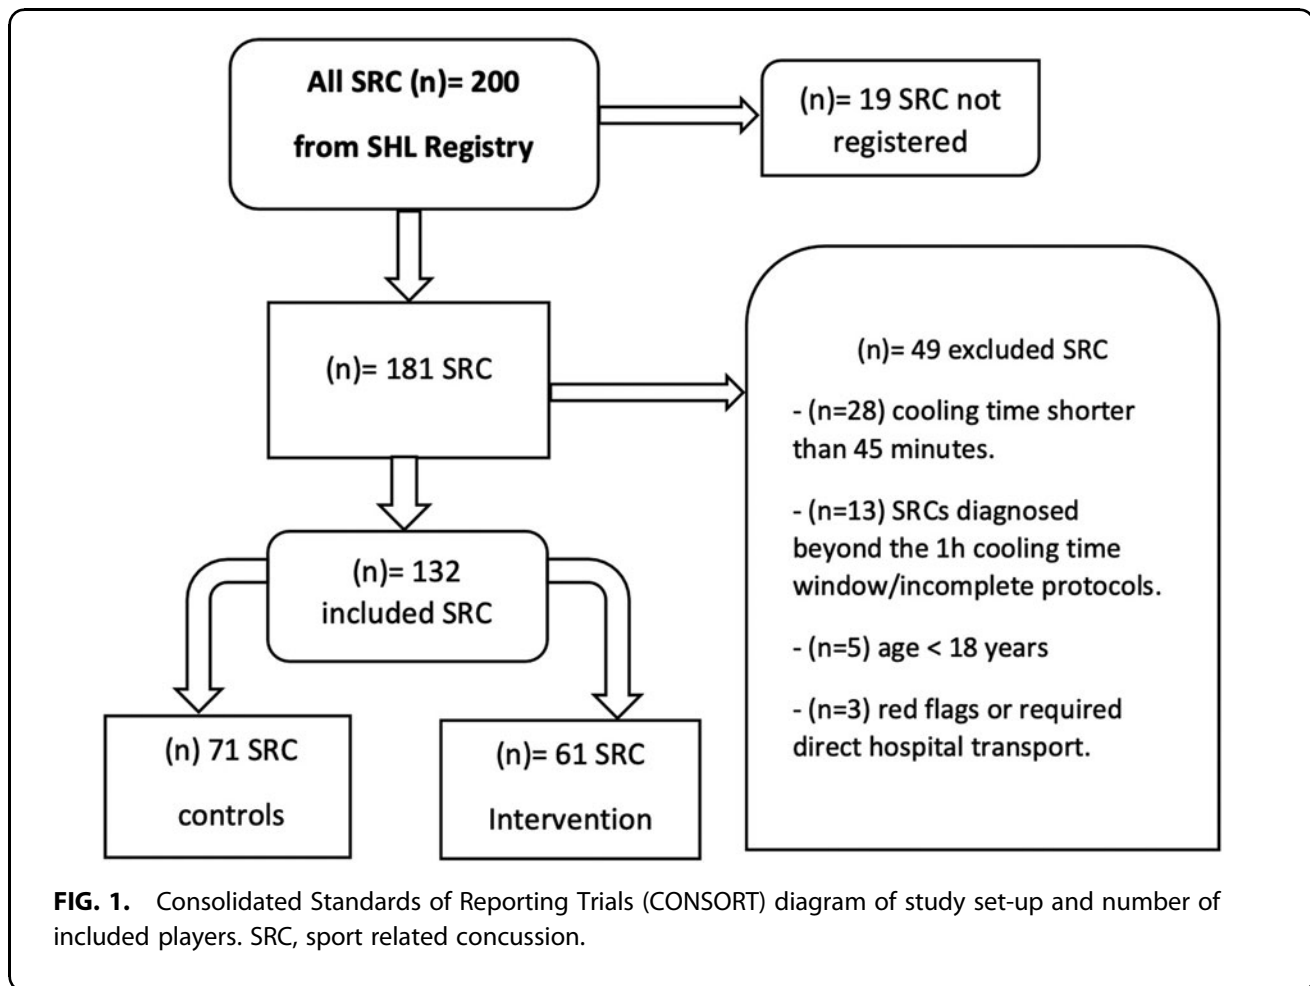 All SRC (n)= 200
from SHL Registry
(n)= 19 SRC not
registered
(n)= 181 SRC
(n)= 49 excluded SRC
- (n=28) cooling time shorter
than 45 minutes.
- (n=13) SRCs diagnosed
beyond the 1h cooling time
window/incomplete protocols.
- (n=5) age < 18 years
- (n=3) red flags or required
direct hospital transport.
(n)= 132
included SRC
(n) 71 SRC
controls
(n)= 61 SRC
Intervention
FIG. 1. Consolidated Standards of Reporting Trials (CONSORT) diagram of study set-up and number of
included players. SRC, sport related concussion.